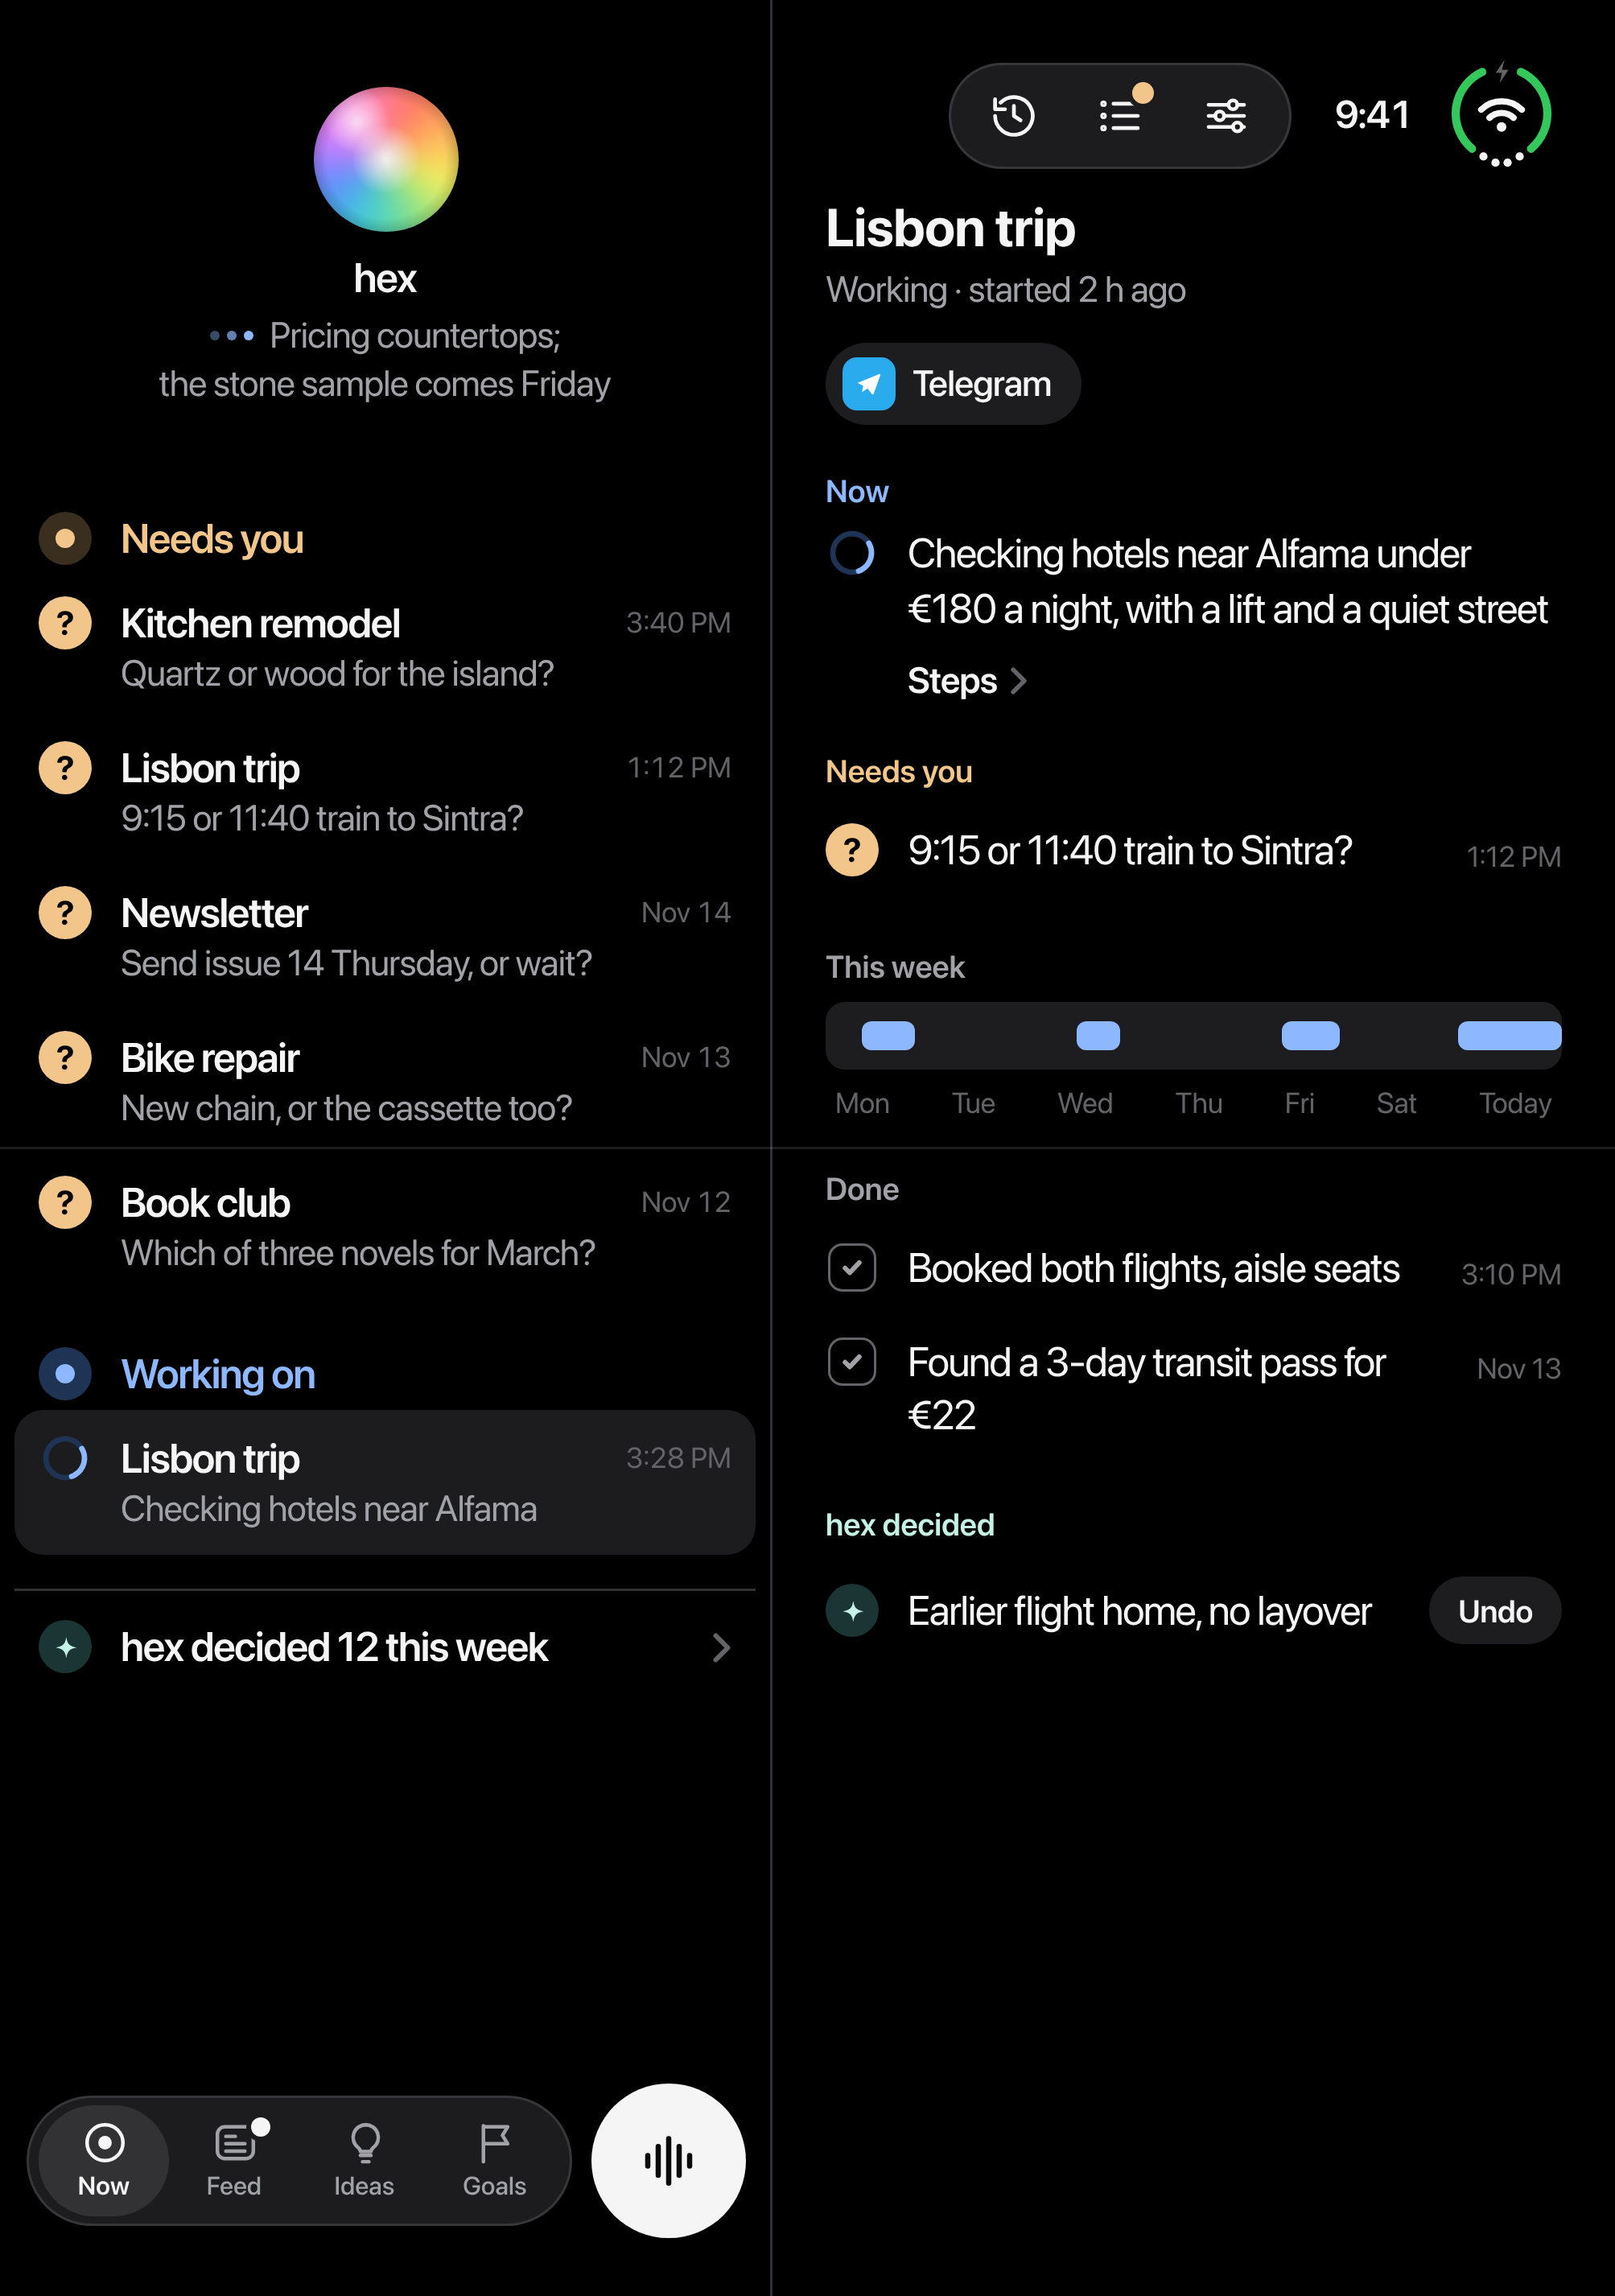 hex
Pricing countertops;
the stone sample comes Friday
Needs you
? Kitchen remodel 3:40 PM
Quartz or wood for the island?
? Lisbon trip 1:12 PM
9:15 or 11:40 train to Sintra?
? Newsletter Nov 14
Send issue 14 Thursday, or wait?
? Bike repair Nov 13
New chain, or the cassette too?
? Book club Nov 12
Which of three novels for March?
Working on
Lisbon trip 3:28 PM
Checking hotels near Alfama
hex decided 12 this week
Now Feed Ideas Goals
9:41
Lisbon trip
Working · started 2 h ago
Telegram
Now
Checking hotels near Alfama under
€180 a night, with a lift and a quiet street
Steps
Needs you
? 9:15 or 11:40 train to Sintra? 1:12 PM
This week
Mon Tue Wed Thu Fri Sat Today
Done
Booked both flights, aisle seats 3:10 PM
Found a 3-day transit pass for Nov 13
€22
hex decided
Earlier flight home, no layover Undo